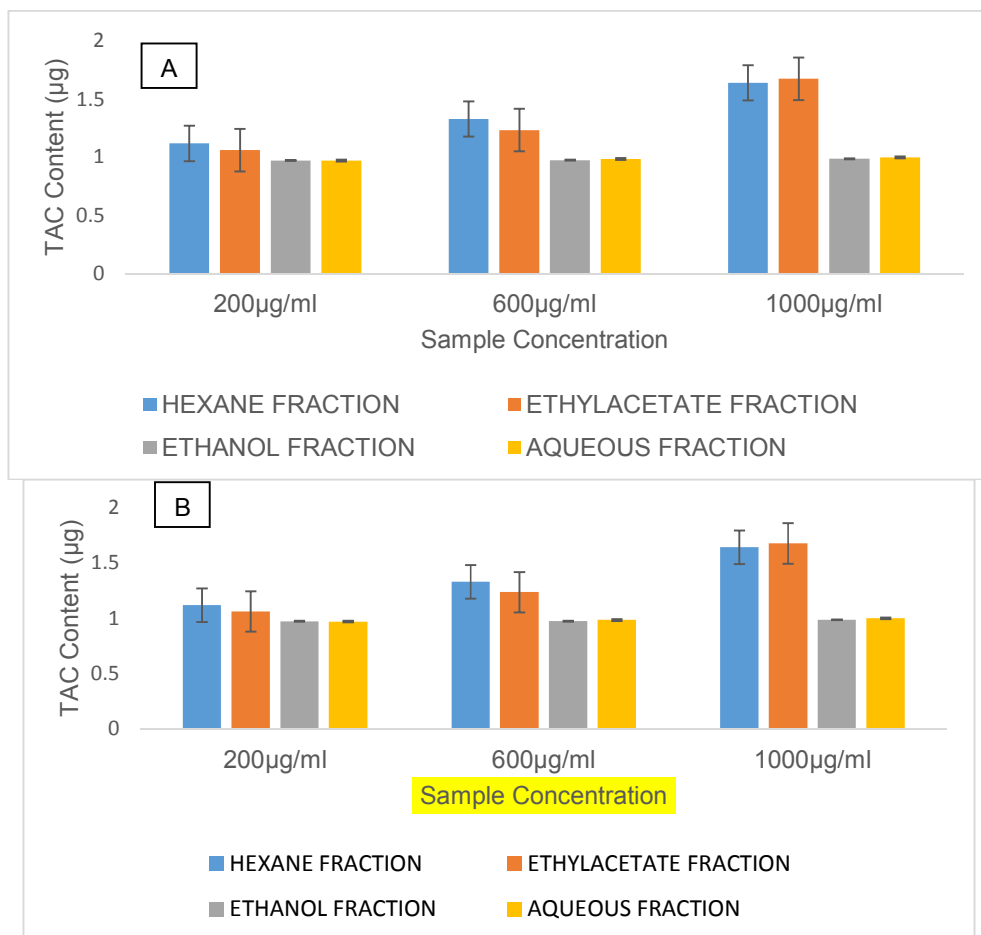 A
TAC Content (µg)
2
1.5
1
0.5
0
200µg/ml 600µg/ml 1000µg/ml
Sample Concentration
HEXANE FRACTION ETHYLACETATE FRACTION
ETHANOL FRACTION AQUEOUS FRACTION
B
TAC Content (µg)
2
1.5
1
0.5
0
200µg/ml 600µg/ml 1000µg/ml
Sample Concentration
HEXANE FRACTION ETHYLACETATE FRACTION
ETHANOL FRACTION AQUEOUS FRACTION